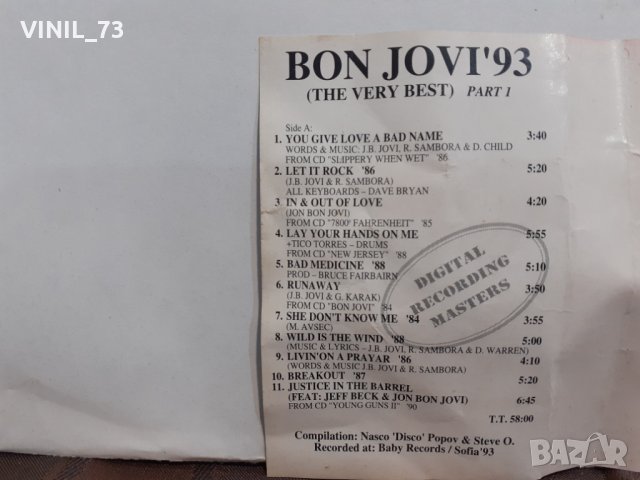 VINIL_73
BON JOVI'93
(THE VERY BEST) PART 1
Side A:
1. YOU GIVE LOVE A BAD NAME 3:40
WORDS & MUSIC: J.B. JOVI, R. SAMBORA & D. CHILD
FROM CD "SLIPPERY WHEN WET" '86
2. LET IT ROCK '86 5:20
(J.B. JOVI & R. SAMBORA)
ALL KEYBOARDS – DAVE BRYAN
3 IN & OUT OF LOVE 4:20
(JON BON JOVI)
FROM CD "7800° FAHRENHEIT" '85
4. LAY YOUR HANDS ON ME 5:55
+TICO TORRES – DRUMS
FROM CD "NEW JERSEY" '88
5. BAD MEDICINE '88 5:10
PROD – BRUCE FAIRBAIRN
6. RUNAWAY 3:50
(J.B. JOVI & G. KARAK)
FROM CD "BON JOVI" '84
7. SHE DON'T KNOW ME '84 3:55
(M. AVSEC)
8. WILD IS THE WIND '88 5:00
(MUSIC & LYRICS – J.B. JOVI, R. SAMBORA & D. WARREN)
9. LIVIN'ON A PRAYAR '86 4:10
(WORDS & MUSIC J.B. JOVI & R. SAMBORA)
10. BREAKOUT '87 5:20
11. JUSTICE IN THE BARREL
(FEAT: JEFF BECK & JON BON JOVI) 6:45
FROM CD "YOUNG GUNS II" '90
T.T. 58:00
DIGITAL
RECORDING
MASTERS
Compilation: Nasco 'Disco' Popov & Steve O.
Recorded at: Baby Records / Sofia'93
bazar